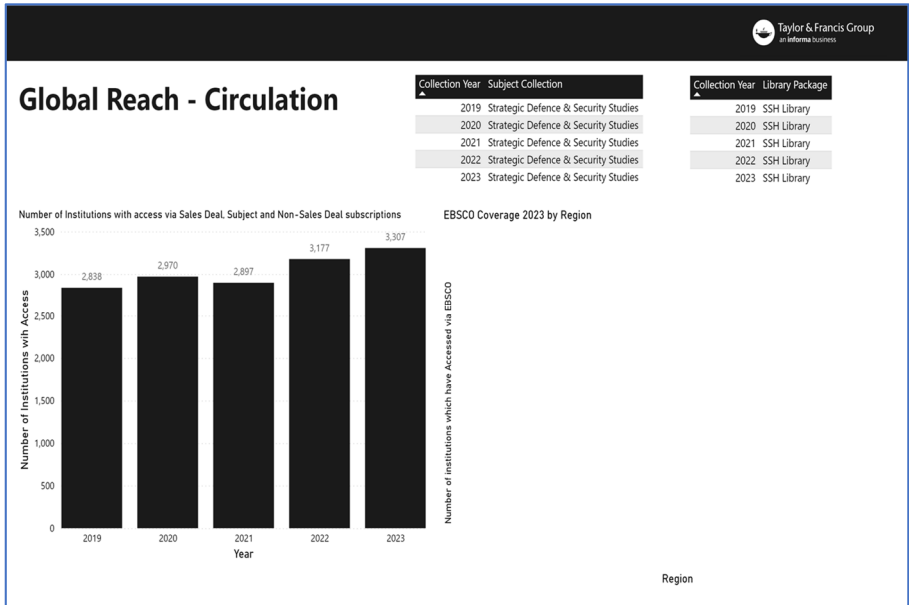 Taylor & Francis Group
an informa business
Global Reach - Circulation
Collection Year Subject Collection
2019 Strategic Defence & Security Studies
2020 Strategic Defence & Security Studies
2021 Strategic Defence & Security Studies
2022 Strategic Defence & Security Studies
2023 Strategic Defence & Security Studies
Collection Year Library Package
2019 SSH Library
2020 SSH Library
2021 SSH Library
2022 SSH Library
2023 SSH Library
Number of Institutions with access via Sales Deal, Subject and Non-Sales Deal subscriptions
Number of Institutions wih Access
3,500
3,000
2,500
2,000
1,500
1,000
500
0
2,838
2,970
2,897
3,177
3,307
2019
2020
2021
2022
2023
Year
EBSCO Coverage 2023 by Region
Number of institutions which have Accessed via EBSCO
Region